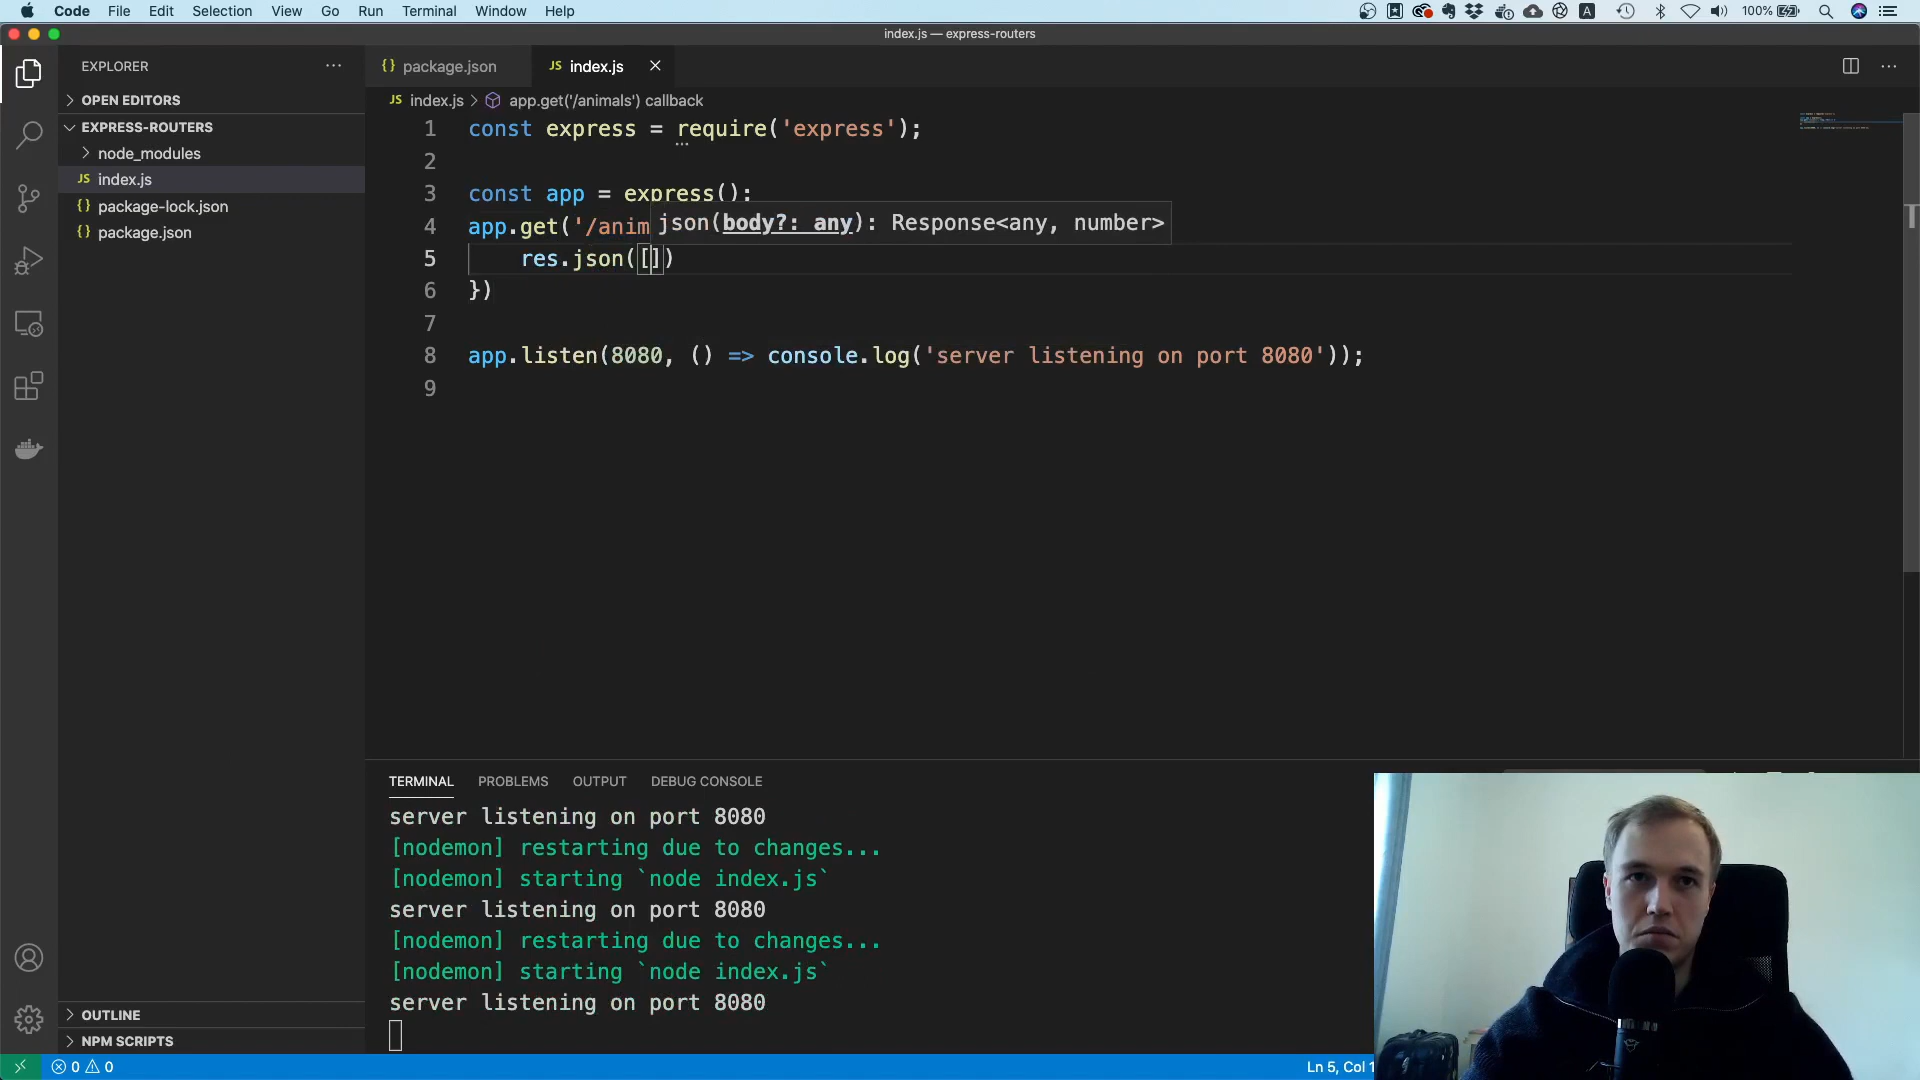 Code File Edit Selection View Go Run Terminal Window Help
A 100%
index.js — express-routers
EXPLORER
OPEN EDITORS
EXPRESS-ROUTERS
node_modules
JS index.js
{} package-lock.json
{} package.json
OUTLINE
NPM SCRIPTS
{} package.json
JS index.js
JS index.js > app.get('/animals') callback
1 const express = require('express');
2
3 const app = express();
4 app.get('/anim
json(body?: any): Response<any, number>
5 res.json([])
6 })
7
8 app.listen(8080, () => console.log('server listening on port 8080'));
9
TERMINAL PROBLEMS OUTPUT DEBUG CONSOLE
server listening on port 8080
[nodemon] restarting due to changes...
[nodemon] starting `node index.js`
server listening on port 8080
[nodemon] restarting due to changes...
[nodemon] starting `node index.js`
server listening on port 8080
0 0
Ln 5, Col